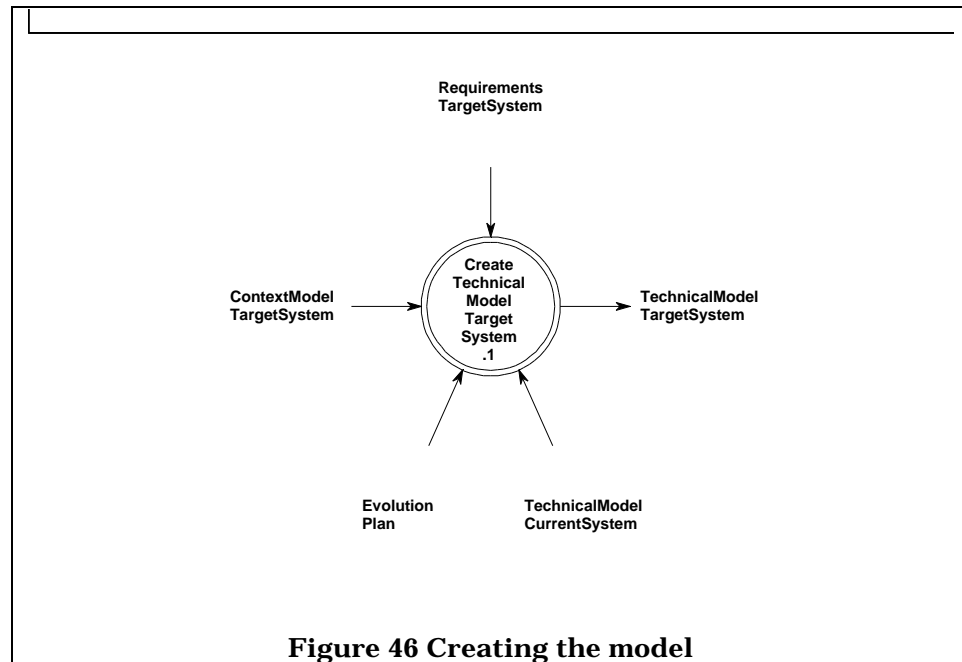 Requirements
TargetSystem
Create
Technical
Model
Target
System
.1
ContextModel
TargetSystem
TechnicalModel
TargetSystem
Evolution
Plan
TechnicalModel
CurrentSystem
Figure 46 Creating the model